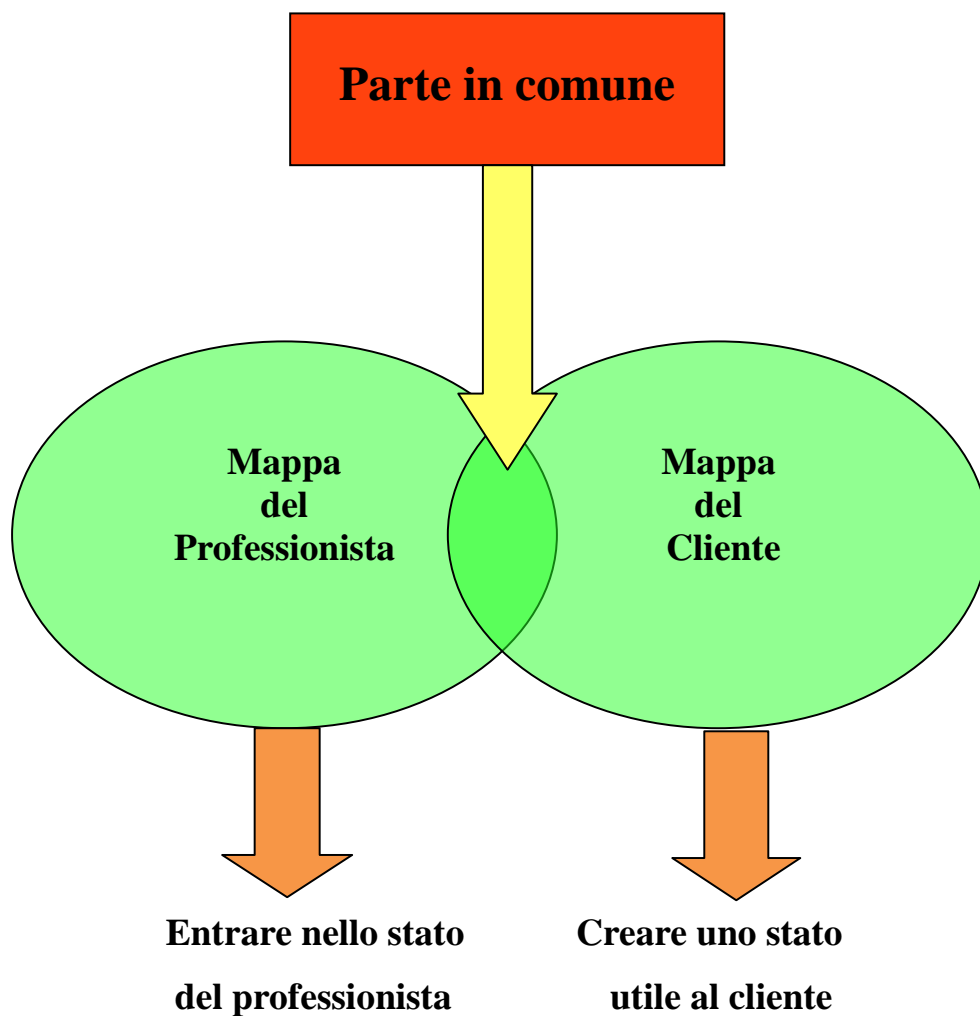 Parte in comune
Mappa
del
Professionista
Mappa
del
Cliente
Entrare nello stato
del professionista
Creare uno stato
utile al cliente